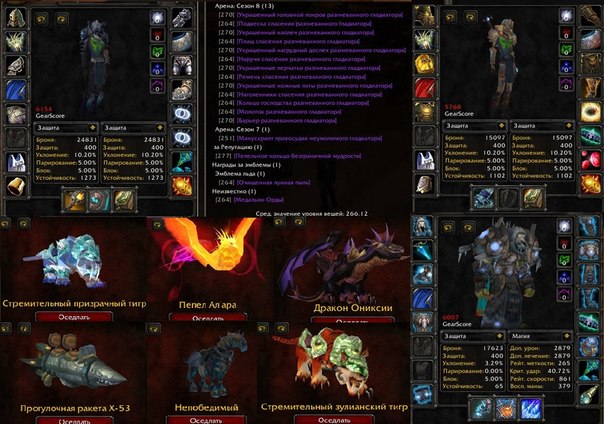 6154
GearScore
Защита
Защита
Броня: 24831
Защита: 400
Уклонение: 10.20%
Парирование: 5.00%
Блок: 5.00%
Устойчивость: 1273
Броня: 24831
Защита: 400
Уклонение: 10.20%
Парирование: 5.00%
Блок: 5.00%
Устойчивость: 1273
Арена: Сезон 8 (13)
[270] [Украшенный головной покров разгневанного гладиатора]
[264] [Подвеска спасения разгневанного гладиатора]
[270] [Украшенный наплеч разгневанного гладиатора]
[264] [Плащ спасения разгневанного гладиатора]
[270] [Украшенный нагрудный доспех разгневанного гладиатора]
[264] [Наручи спасения разгневанного гладиатора]
[270] [Украшенные перчатки разгневанного гладиатора]
[264] [Ремень спасения разгневанного гладиатора]
[270] [Украшенные кожные латы разгневанного гладиатора]
[264] [Наголенники спасения разгневанного гладиатора]
[264] [Кольцо господства разгневанного гладиатора]
[264] [Молоток разгневанного гладиатора]
[270] [Барьер разгневанного гладиатора]
Арена: Сезон 7 (1)
[251] [Манускрипт правосудия неумолимого гладиатора]
за Репутацию (1)
[277] [Пепельное кольцо безграничной мудрости]
Награды за эмблемы (1)
Эмблема льда (1)
[264] [Очищенная лунная пыль]
Неизвестно (1)
[264] [Медальон Орды]
Сред. значение уровня вещей: 266.12
5768
GearScore
Защита
Защита
Броня: 15097
Защита: 400
Уклонение: 10.20%
Парирование: 5.00%
Блок: 5.00%
Устойчивость: 1102
Броня: 15097
Защита: 400
Уклонение: 10.20%
Парирование: 5.00%
Блок: 5.00%
Устойчивость: 1102
Стремительный призрачный тигр
Оседлать
Пепел Ал'ара
Оседлать
Дракон Ониксии
Оседлать
Прогулочная ракета X-53
Оседлать
Непобедимый
Оседлать
Стремительный зулианский тигр
Оседлать
6007
GearScore
Защита
Магия
Броня: 17623
Защита: 400
Уклонение: 3.29%
Парирование: 0.00%
Блок: 5.00%
Устойчивость: 65
Доп. урон: 2879
Доп. лечение: 2879
Рейт. меткости: 265
Рейт. крит.: 40.72%
Рейт. скорости: 861
Восп. маны: 379